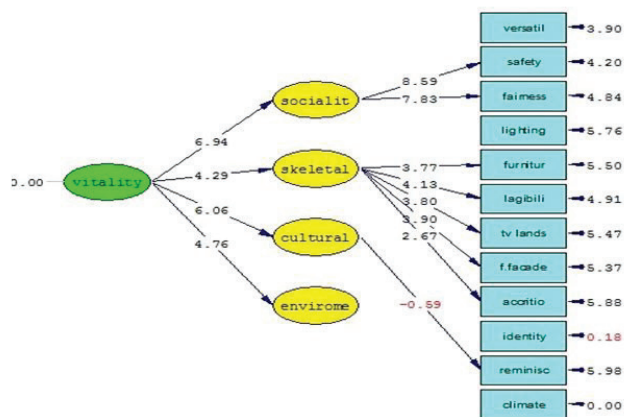 versatil 3.90
safety 4.20
8.59
socialit
7.83
fairness 4.84
6.94
lighting 5.76
0.00 vitality
4.29
skeletal
3.77
furnitur 5.50
4.13
lagibili 4.91
3.80
tv lands 5.47
6.06
3.90
cultural
2.67
f.facade 5.37
4.76
accritio 5.88
envirome
-0.59
identity 0.18
reminisc 5.98
climate 0.00